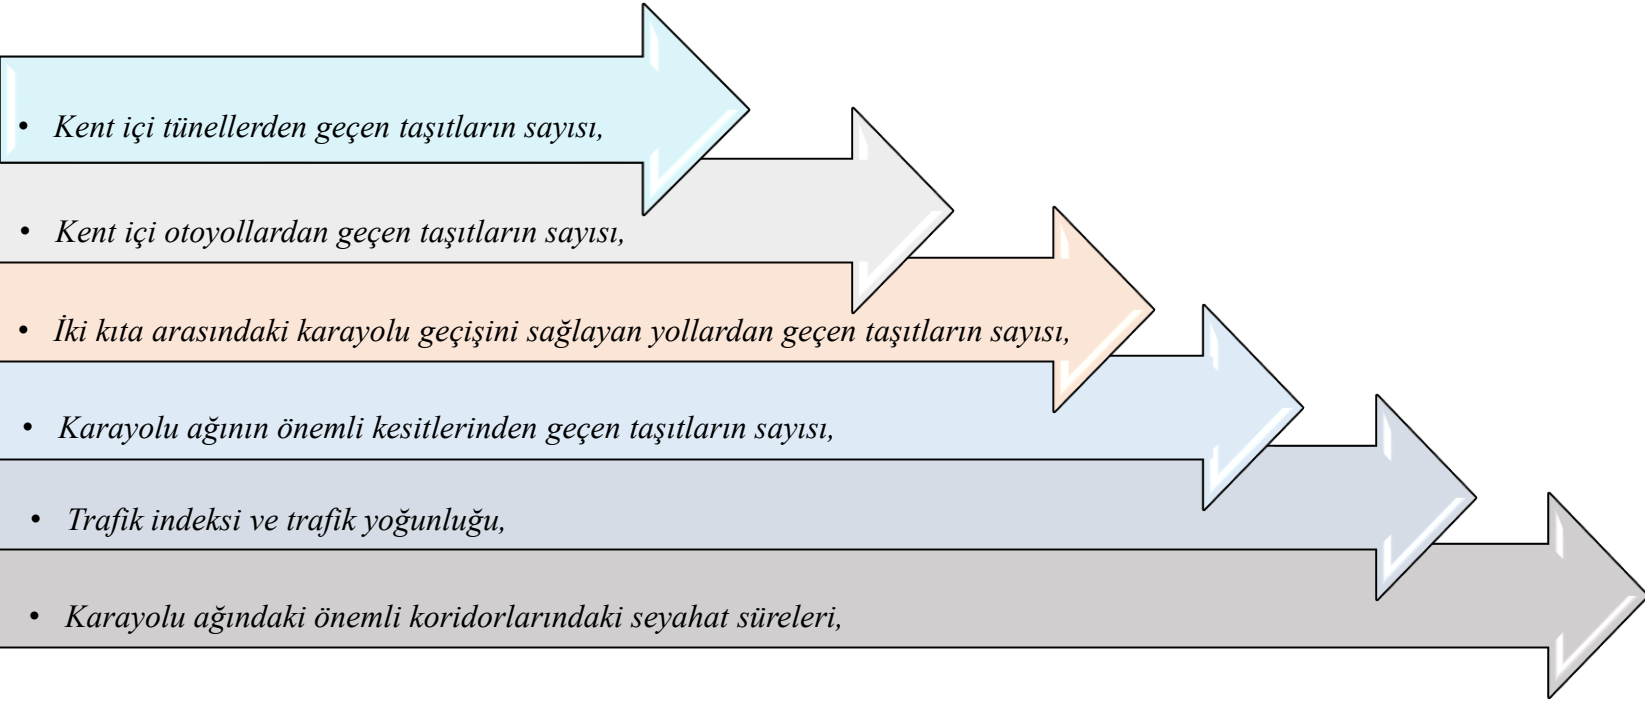 • Kent içi tünellerden geçen taşıtların sayısı,
• Kent içi otoyollardan geçen taşıtların sayısı,
• İki kıta arasındaki karayolu geçişini sağlayan yollardan geçen taşıtların sayısı,
• Karayolu ağının önemli kesitlerinden geçen taşıtların sayısı,
• Trafik indeksi ve trafik yoğunluğu,
• Karayolu ağındaki önemli koridorlarındaki seyahat süreleri,